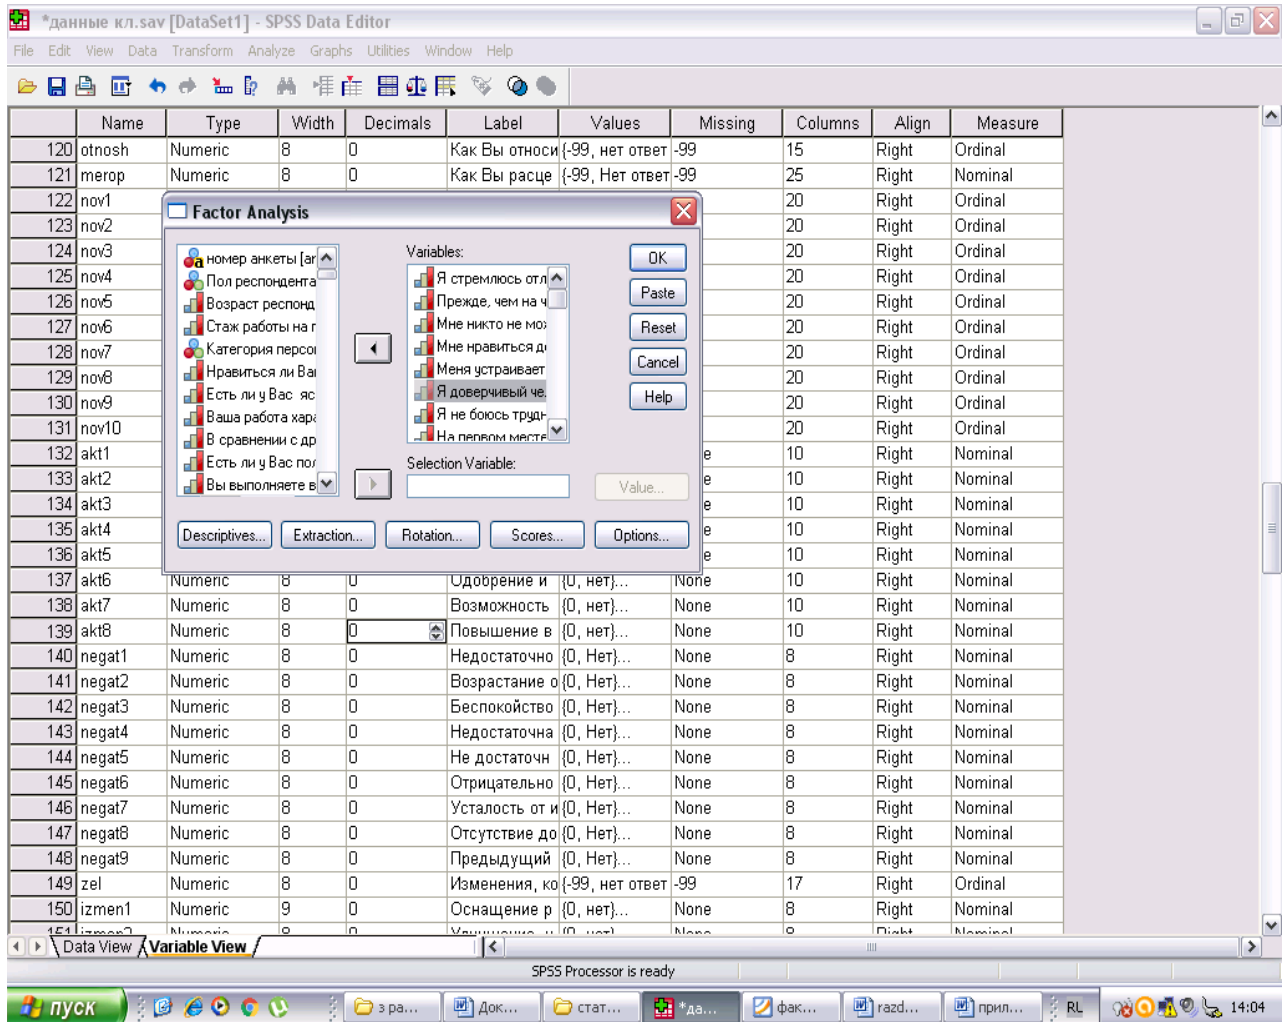 *данные кл.sav [DataSet1] - SPSS Data Editor
File Edit View Data Transform Analyze Graphs Utilities Window Help
Name Type Width Decimals Label Values Missing Columns Align Measure
120 otnosh Numeric 8 0 Как Вы относи {-99, нет ответ -99 15 Right Ordinal
121 merop Numeric 8 0 Как Вы расце {-99, Нет ответ -99 25 Right Nominal
122 nov1 20 Right Ordinal
123 nov2 20 Right Ordinal
124 nov3 20 Right Ordinal
125 nov4 20 Right Ordinal
126 nov5 20 Right Ordinal
127 nov6 20 Right Ordinal
128 nov7 20 Right Ordinal
129 nov8 20 Right Ordinal
130 nov9 20 Right Ordinal
131 nov10 20 Right Ordinal
132 akt1 e 10 Right Nominal
133 akt2 e 10 Right Nominal
134 akt3 e 10 Right Nominal
135 akt4 e 10 Right Nominal
136 akt5 e 10 Right Nominal
137 akt6 Numeric 8 0 Одобрение и {0, нет}... None 10 Right Nominal
138 akt7 Numeric 8 0 Возможность {0, нет}... None 10 Right Nominal
139 akt8 Numeric 8 0 Повышение в {0, нет}... None 10 Right Nominal
140 negat1 Numeric 8 0 Недостаточно {0, Нет}... None 8 Right Nominal
141 negat2 Numeric 8 0 Возрастание о {0, Нет}... None 8 Right Nominal
142 negat3 Numeric 8 0 Беспокойство {0, Нет}... None 8 Right Nominal
143 negat4 Numeric 8 0 Недостаточна {0, Нет}... None 8 Right Nominal
144 negat5 Numeric 8 0 Не достаточн {0, Нет}... None 8 Right Nominal
145 negat6 Numeric 8 0 Отрицательно {0, Нет}... None 8 Right Nominal
146 negat7 Numeric 8 0 Усталость от и {0, Нет}... None 8 Right Nominal
147 negat8 Numeric 8 0 Отсутствие до {0, Нет}... None 8 Right Nominal
148 negat9 Numeric 8 0 Предыдущий {0, Нет}... None 8 Right Nominal
149 zel Numeric 8 0 Изменения, ко {-99, нет ответ -99 17 Right Ordinal
150 izmen1 Numeric 9 0 Оснащение р {0, нет}... None 8 Right Nominal
Factor Analysis
номер анкеты [ar
Пол респондента
Возраст респонд
Стаж работы на п
Категория персо
Нравиться ли Ва
Есть ли у Вас яс
Ваша работа хара
В сравнении с др
Есть ли у Вас пол
Вы выполняете в
Variables:
Я стремлюсь отл
Прежде, чем на ч
Мне никто не мо
Мне нравиться д
Меня устраивает
Я доверчивый че
Я не боюсь трудн
На первом месте
Selection Variable:
OK
Paste
Reset
Cancel
Help
Value...
Descriptives... Extraction... Rotation... Scores... Options...
Data View Variable View
SPSS Processor is ready
пуск з ра... Док... стат... *да... фак... razd... прил... RL 14:04